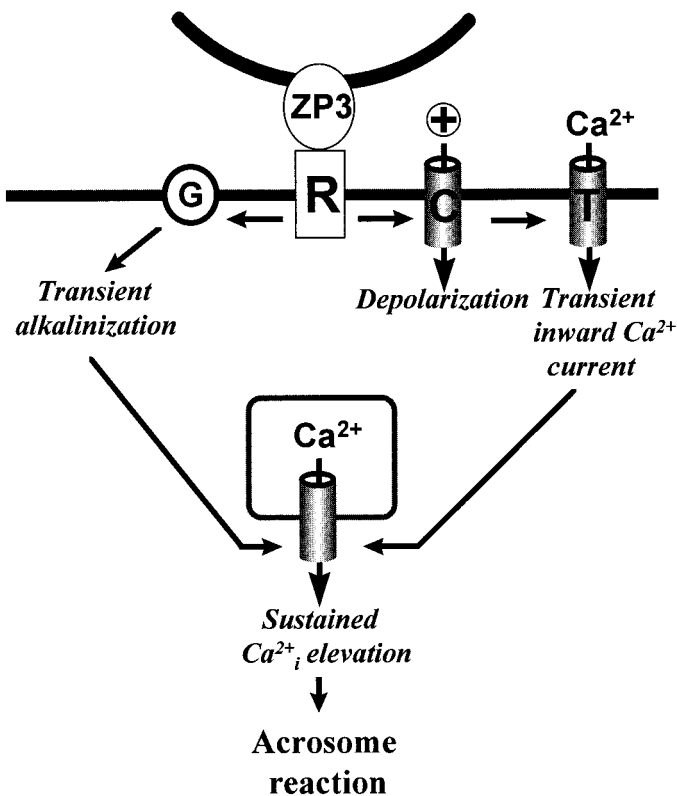 ZP3
+
Ca²⁺
G
R
C
T
Transient
alkalinization
Depolarization
Transient
inward Ca²⁺
current
Ca²⁺
Sustained
Ca²⁺ᵢ elevation
Acrosome
reaction